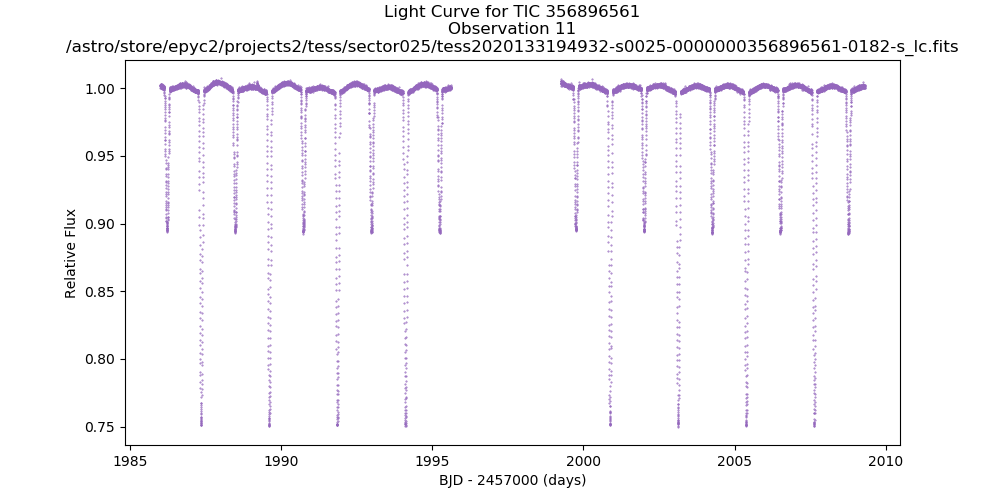 Light Curve for TIC 356896561
Observation 11
/astro/store/epyc2/projects2/tess/sector025/tess2020133194932-s0025-0000000356896561-0182-s_lc.fits
1.00
0.95
0.90
0.85
0.80
0.75
Relative Flux
1985
1990
1995
2000
2005
2010
BJD - 2457000 (days)